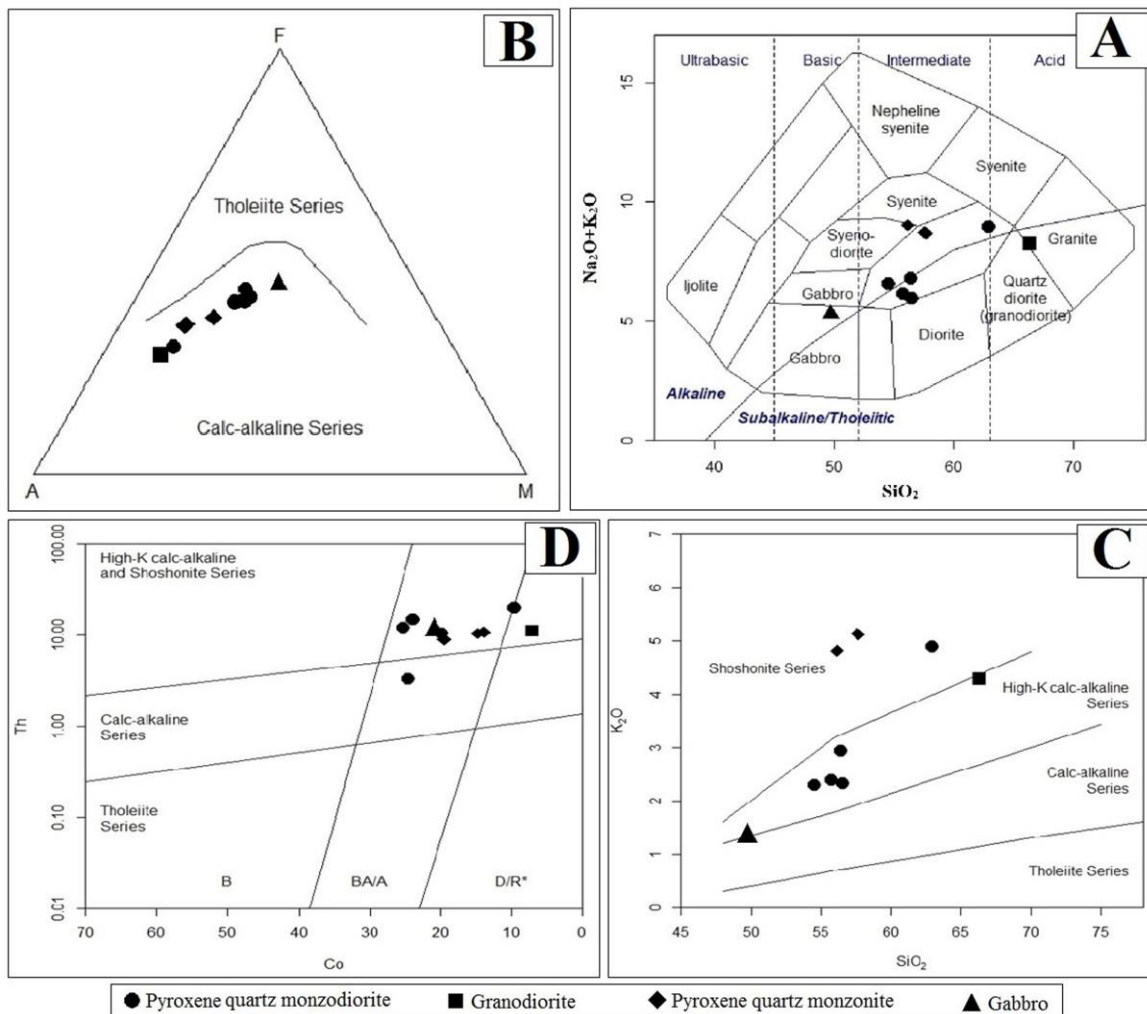 B
F
Tholeiite Series
Calc-alkaline Series
A
M
A
Ultrabasic
Basic
Intermediate
Acid
Nepheline
syenite
Syenite
Syenite
Syeno-
diorite
Granite
Ijolite
Gabbro
Quartz
diorite
(granodiorite)
Diorite
Gabbro
Alkaline
Subalkaline/Tholeiitic
Na₂O+K₂O
0
5
10
15
40
50
60
70
SiO₂
D
High-K calc-alkaline
and Shoshonite Series
Calc-alkaline
Series
Tholeiite
Series
B
BA/A
D/R*
Th
100.00
10.00
1.00
0.10
0.01
70
60
50
40
30
20
10
0
Co
C
Shoshonite Series
High-K calc-alkaline
Series
Calc-alkaline
Series
Tholeiite Series
K₂O
7
6
5
4
3
2
1
0
45
50
55
60
65
70
75
SiO₂
Pyroxene quartz monzodiorite
Granodiorite
Pyroxene quartz monzonite
Gabbro